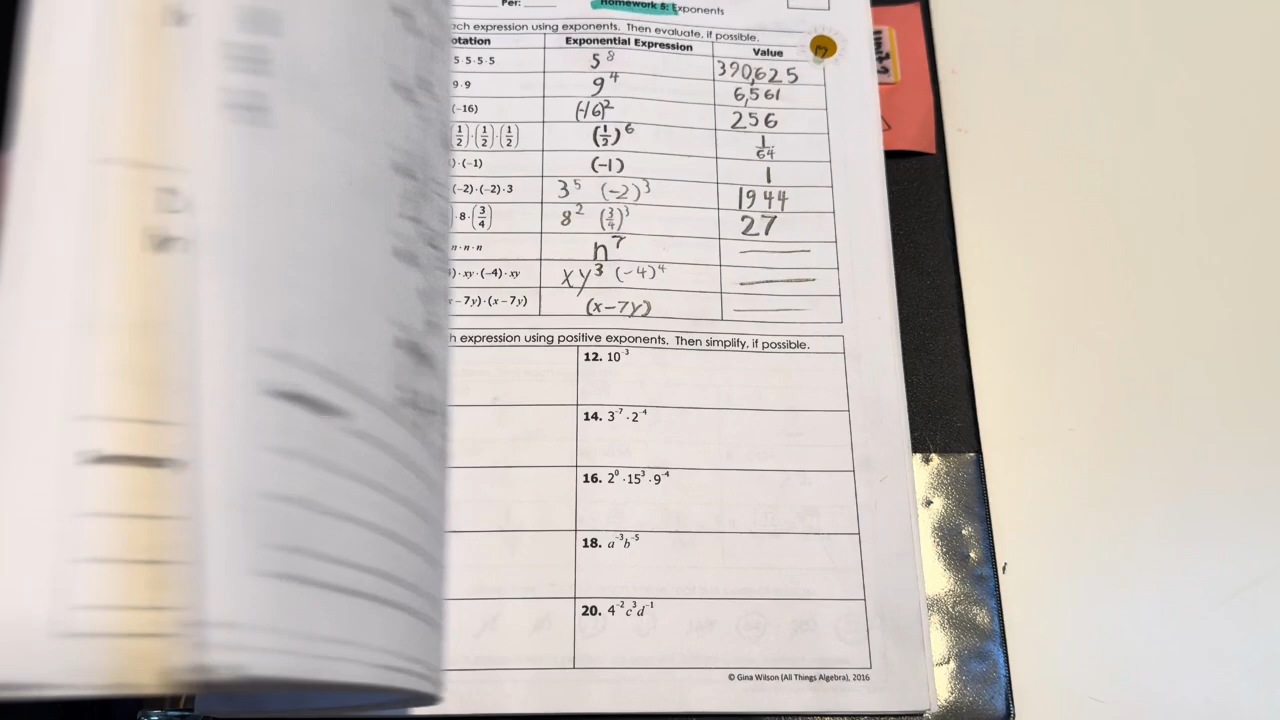 Per:
Homework 5: Exponents
ach expression using exponents. Then evaluate, if possible.
otation Exponential Expression Value
5·5·5·5 5⁸ 390,625
9·9 9⁴ 6,561
(−16) (-16)² 256
(1/2)·(1/2)·(1/2) (1/2)⁶ 1/64
)·(−1) (-1) 1
(−2)·(−2)·3 3⁵ (-2)³ 1944
)·8·(3/4) 8² (3/4)³ 27
n·n·n n⁷
)·xy·(−4)·xy xy³ (-4)⁴
x−7y)·(x−7y) (x-7y)
h expression using positive exponents. Then simplify, if possible.
12. 10⁻³
14. 3⁻⁷·2⁻⁴
16. 2⁰·15³·9⁻⁴
18. a⁻³b⁻⁵
20. 4⁻²c³d⁻¹
© Gina Wilson (All Things Algebra), 2016